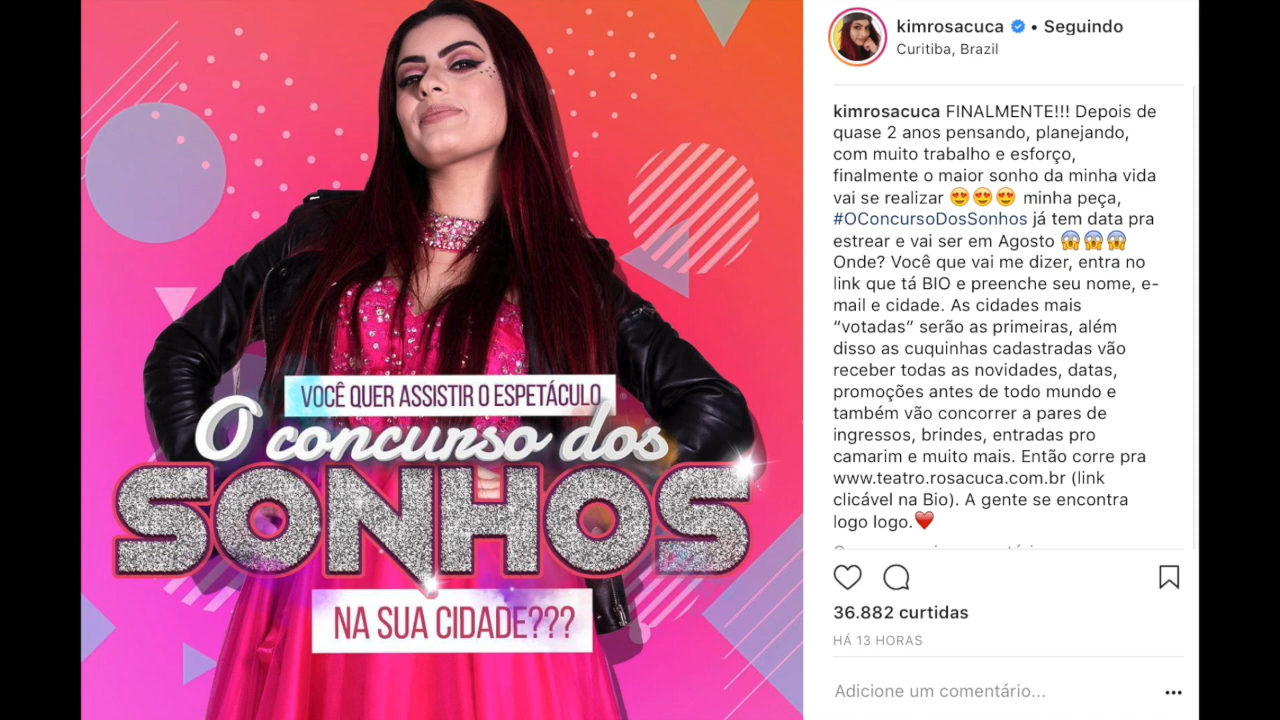 VOCÊ QUER ASSISTIR O ESPETÁCULO
O concurso dos
SONHOS
NA SUA CIDADE???
kimrosacuca • Seguindo
Curitiba, Brazil
kimrosacuca FINALMENTE!!! Depois de
quase 2 anos pensando, planejando,
com muito trabalho e esforço,
finalmente o maior sonho da minha vida
vai se realizar 😍😍😍 minha peça,
#OConcursoDosSonhos já tem data pra
estrear e vai ser em Agosto 😱😱😱
Onde? Você que vai me dizer, entra no
link que tá BIO e preenche seu nome, e-
mail e cidade. As cidades mais
“votadas” serão as primeiras, além
disso as cuquinhas cadastradas vão
receber todas as novidades, datas,
promoções antes de todo mundo e
também vão concorrer a pares de
ingressos, brindes, entradas pro
camarim e muito mais. Então corre pra
www.teatro.rosacuca.com.br (link
clicável na Bio). A gente se encontra
logo logo.❤️
36.882 curtidas
HÁ 13 HORAS
Adicione um comentário...